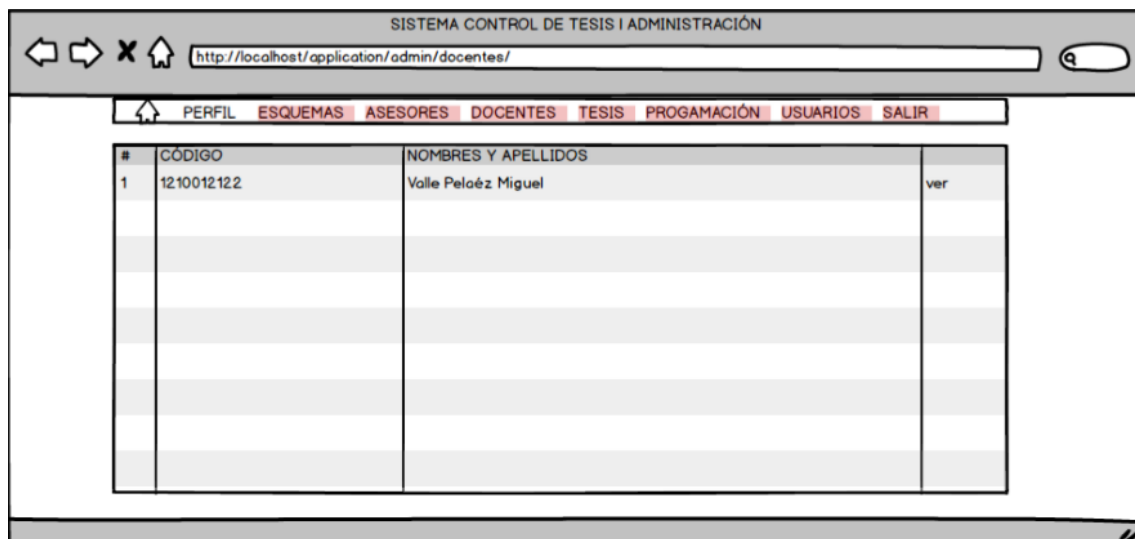 SISTEMA CONTROL DE TESIS | ADMINISTRACIÓN
http://localhost/application/admin/docentes/
PERFIL ESQUEMAS ASESORES DOCENTES TESIS PROGAMACIÓN USUARIOS SALIR
# CÓDIGO NOMBRES Y APELLIDOS
1 1210012122 Valle Pelaéz Miguel ver